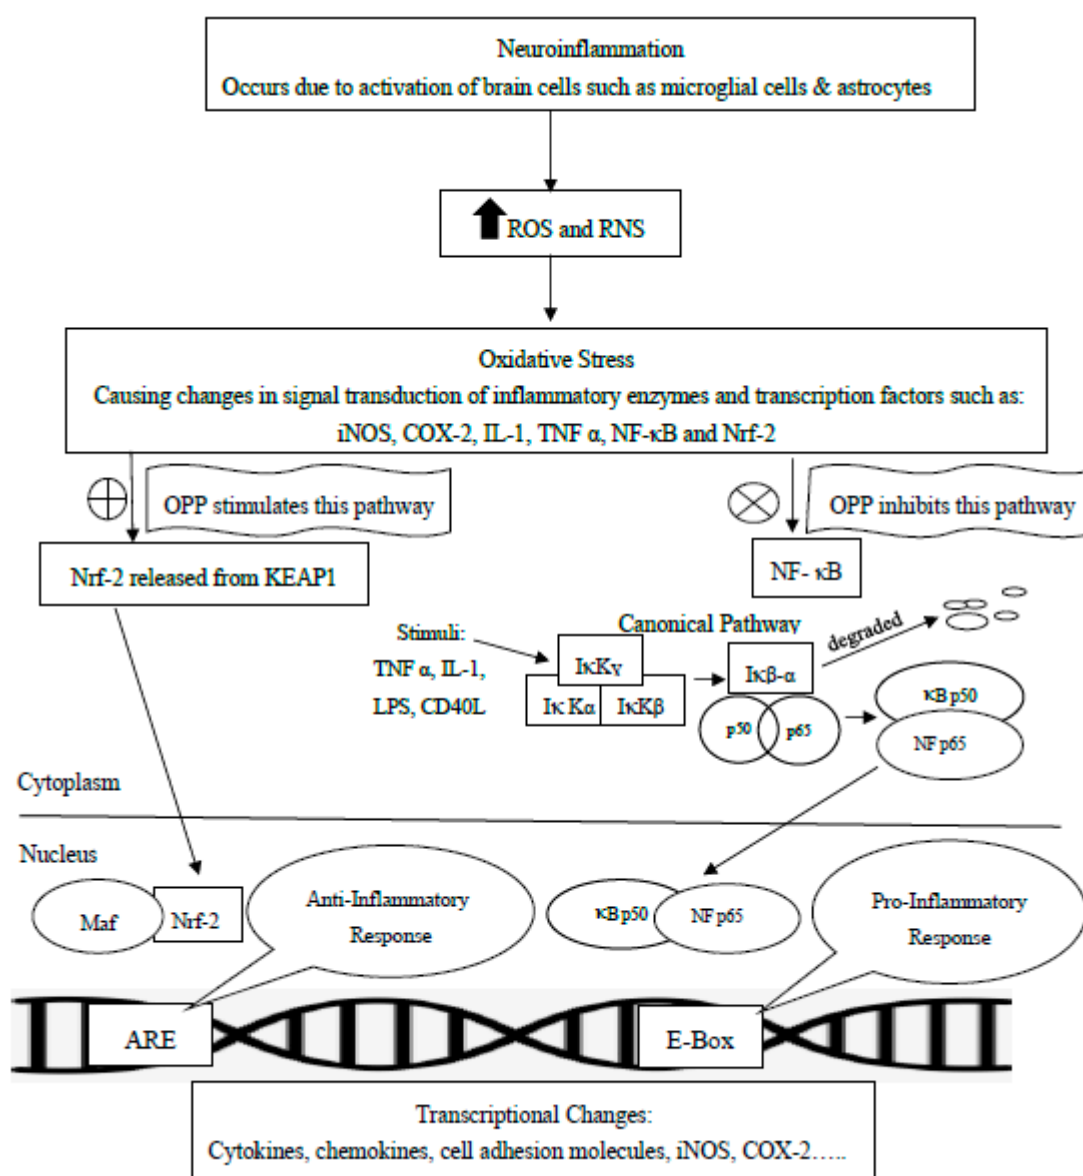 Neuroinflammation
Occurs due to activation of brain cells such as microglial cells & astrocytes
ROS and RNS
Oxidative Stress
Causing changes in signal transduction of inflammatory enzymes and transcription factors such as:
iNOS, COX-2, IL-1, TNF α, NF-κB and Nrf-2
OPP stimulates this pathway
OPP inhibits this pathway
Nrf-2 released from KEAP1
NF- κB
Canonical Pathway
degraded
Stimuli:
TNF α, IL-1,
LPS, CD40L
IκKγ
Iκ Kα
IκKβ
Iκβ-α
p50
p65
κB p50
NF p65
Cytoplasm
Nucleus
Maf
Nrf-2
Anti-Inflammatory
Response
κB p50
NF p65
Pro-Inflammatory
Response
ARE
E-Box
Transcriptional Changes:
Cytokines, chemokines, cell adhesion molecules, iNOS, COX-2…..